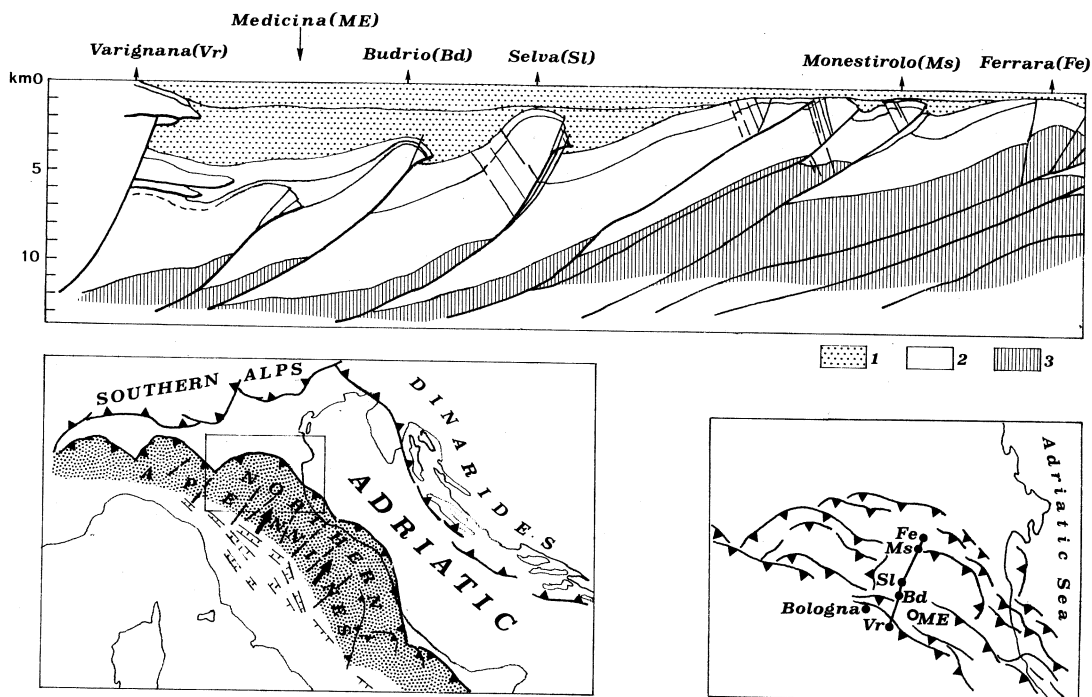 Medicina(ME)
Varignana(Vr)
Budrio(Bd)
Selva(Sl)
Monestirolo(Ms)
Ferrara(Fe)
km0
5
10
1
2
3
SOUTHERN ALPS
DINARIDES
ADRIATIC
NORTHERN
APENNINES
Adriatic Sea
Fe
Ms
Sl
Bd
Bologna
ME
Vr